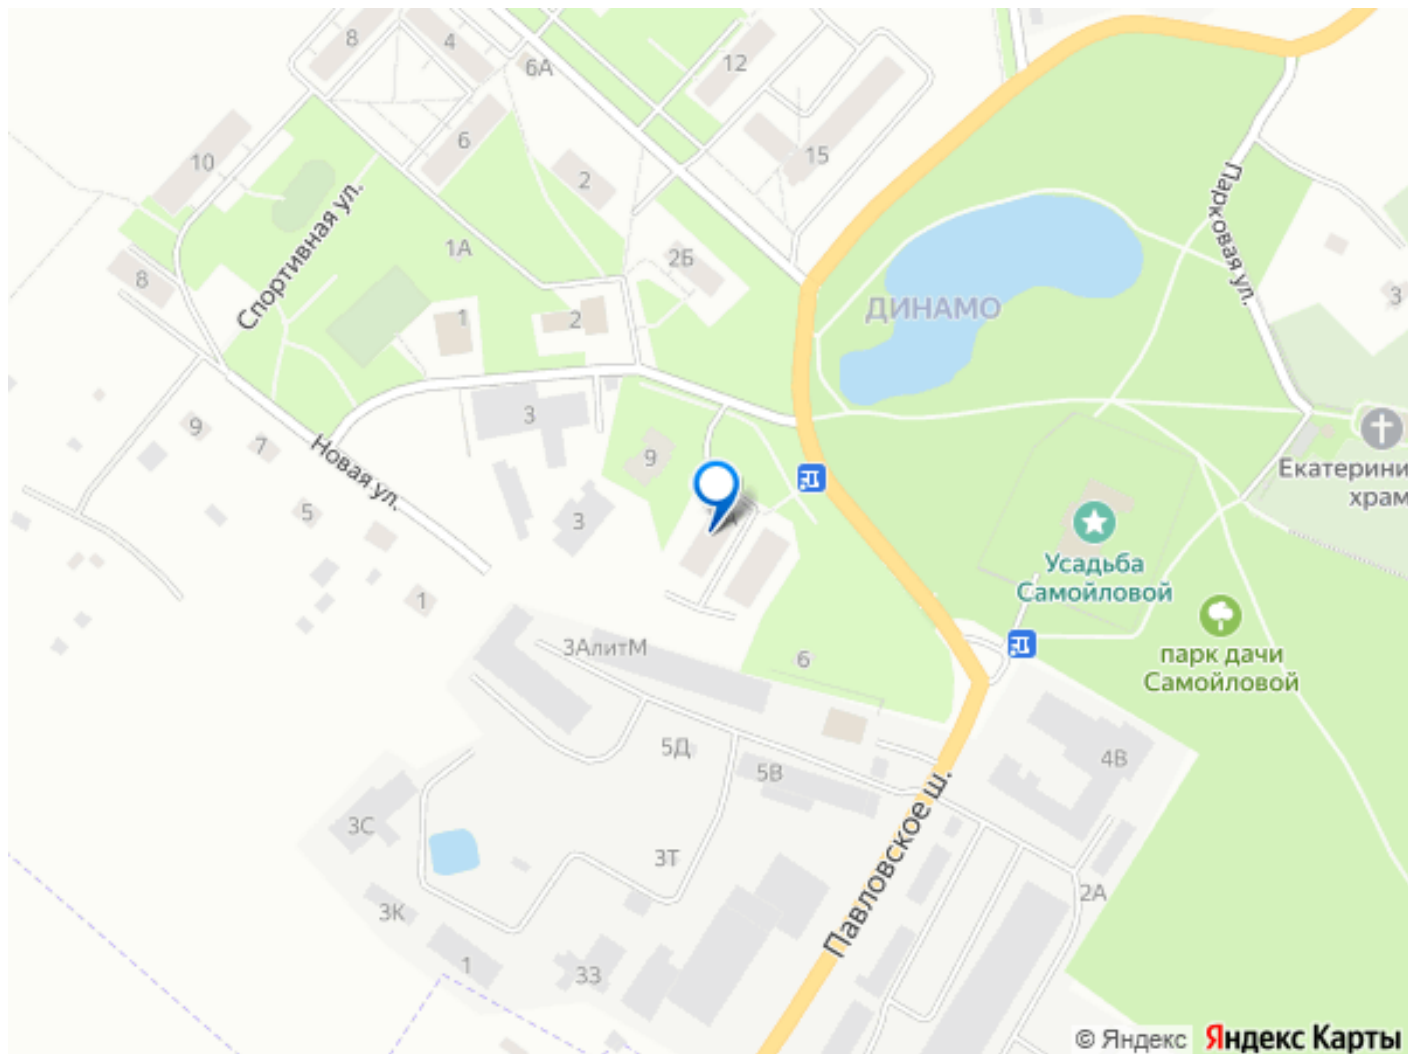 8
4
6А
12
6
15
10
2
Спортивная ул.
1А
2Б
8
Парковая ул.
3
1
2
ДИНАМО
3
9
7
Новая ул.
9
5
3
1
Екатерини
храм
Усадьба
Самойловой
парк дачи
Самойловой
3АлитМ
6
5Д
5В
4В
3С
3Т
Павловское ш.
2А
3К
1
33
© Яндекс
Яндекс Карты